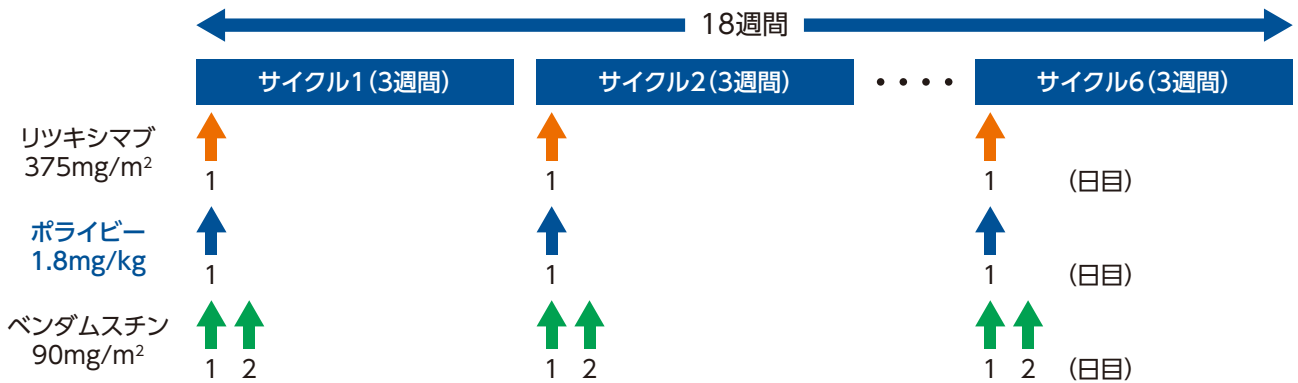 18週間
サイクル1(3週間) サイクル2(3週間) ・・・・ サイクル6(3週間)
リツキシマブ
375mg/m²
1 1 1 (日目)
ポライビー
1.8mg/kg
1 1 1 (日目)
ベンダムスチン
90mg/m²
1 2 1 2 1 2 (日目)